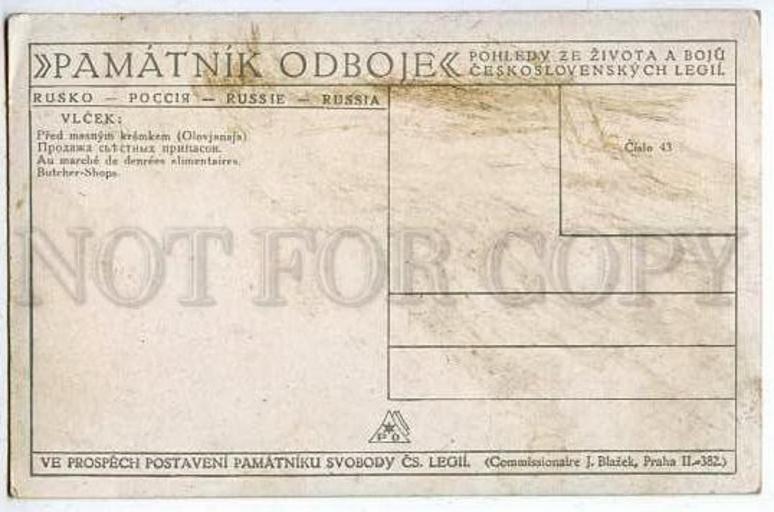 »PAMÁTNÍK ODBOJE«
POHLEDY ZE ŽIVOTA A BOJŮ
ČESKOSLOVENSKÝCH LEGIÍ.
RUSKO — РОССІЯ — RUSSIE — RUSSIA
VLČEK:
Před masným krámkem (Olovjanaja)
Продажа съѣстныхъ припасов.
Au marché de denrées alimentaires.
Butcher-Shops.
Číslo 43
NOT FOR COPY
PO
VE PROSPĚCH POSTAVENÍ PAMÁTNÍKU SVOBODY ČS. LEGIÍ. (Commissionaire J. Blažek, Praha II.-382.)